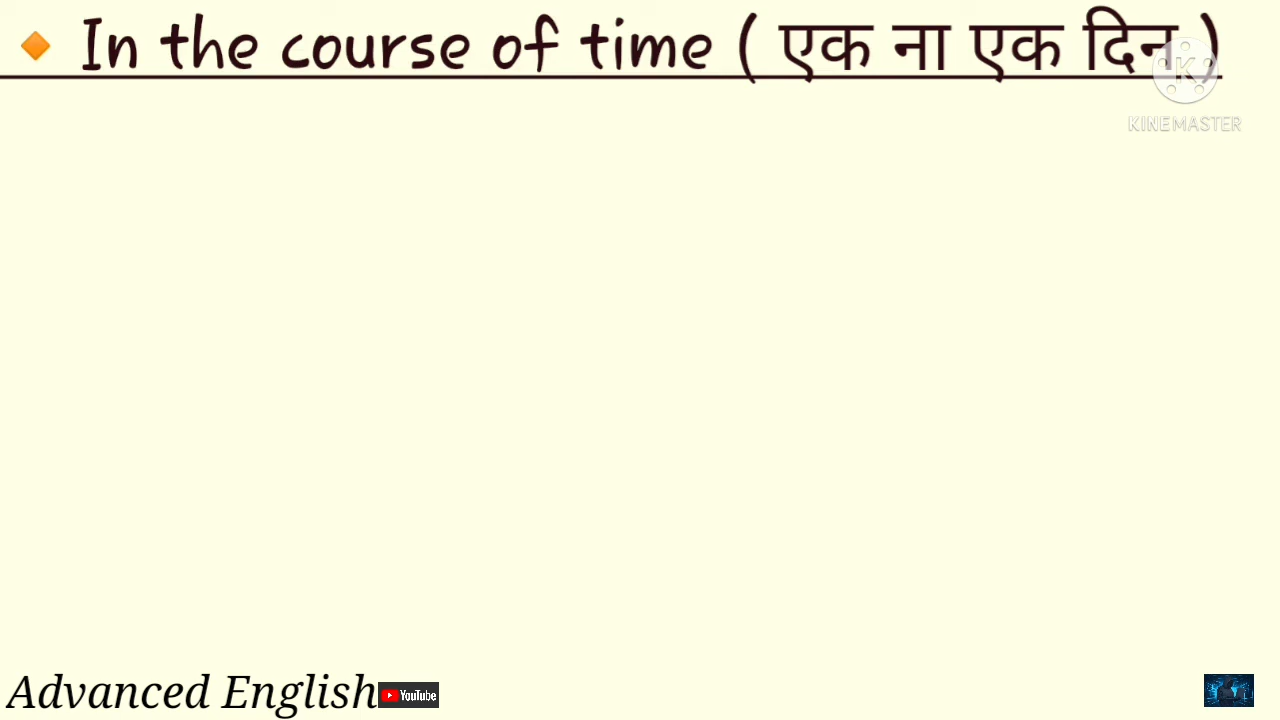 In the course of time ( एक ना एक दिन )
KINEMASTER
Advanced English YouTube